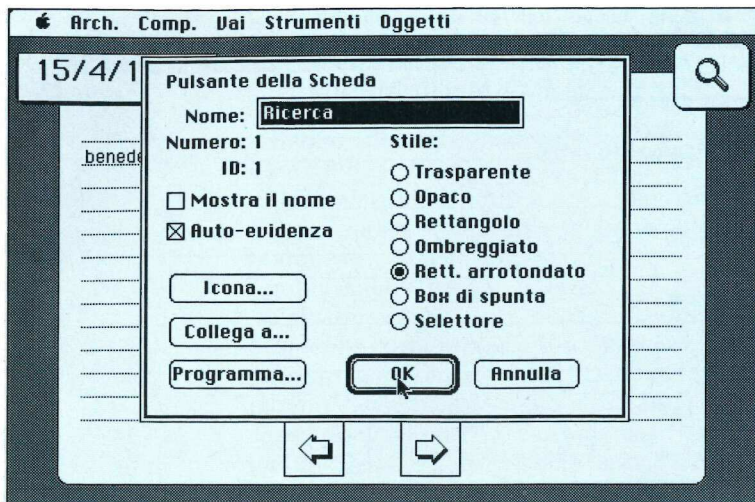 Arch. Comp. Vai Strumenti Oggetti
15/4/1
Pulsante della Scheda
Nome: Ricerca
Numero: 1
ID: 1
benede
Mostra il nome
Auto-evidenza
Icona...
Collega a...
Programma...
Stile:
Trasparente
Opaco
Rettangolo
Ombreggiato
Rett. arrotondato
Box di spunta
Selettore
OK
Annulla